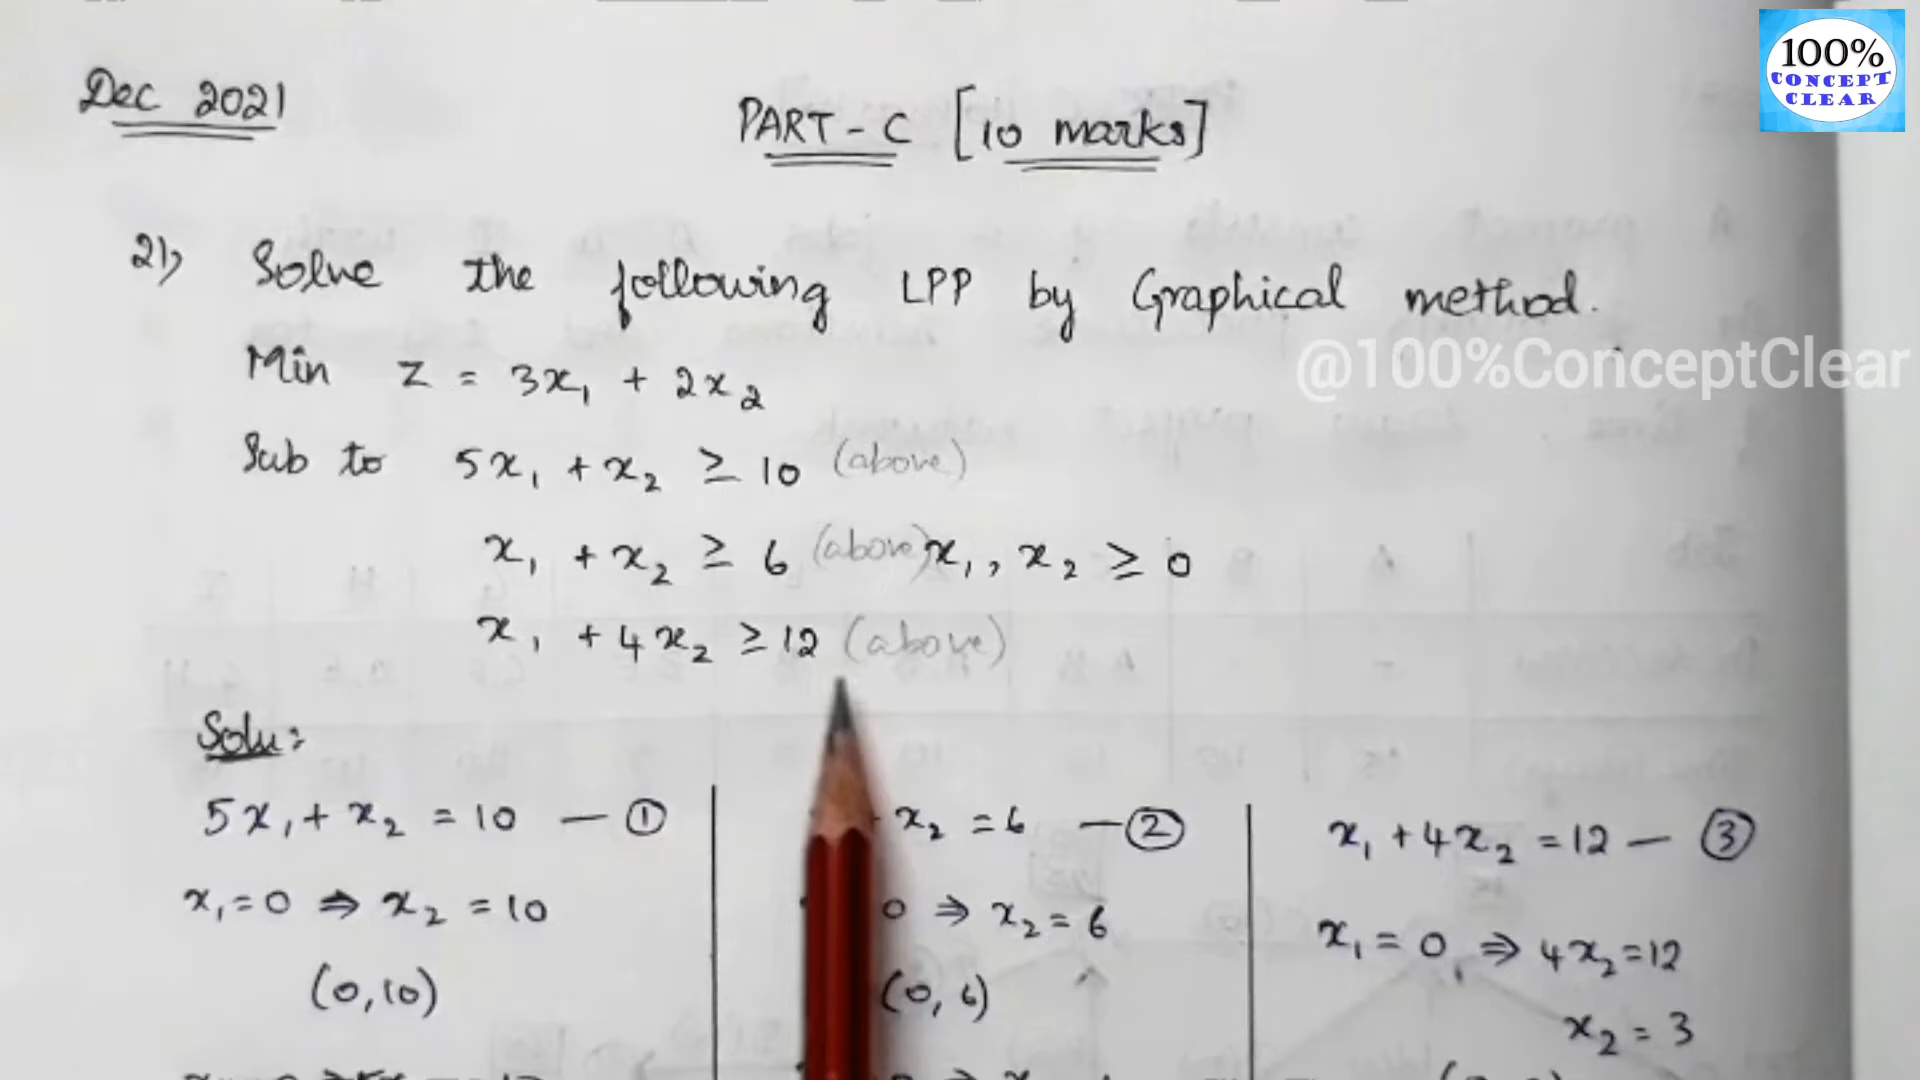 100%
CONCEPT
CLEAR
Dec 2021
PART - C [10 marks]
21) Solve the following LPP by Graphical method.
@100%ConceptClear
Min z = 3x₁ + 2x₂
Sub to 5x₁ + x₂ ≥ 10 (above)
x₁ + x₂ ≥ 6 (above) x₁, x₂ ≥ 0
x₁ + 4x₂ ≥ 12 (above)
Solu:
5x₁ + x₂ = 10 — ①
x₁ = 0 ⇒ x₂ = 10
(0, 10)
x₂ = 6 — ②
0 ⇒ x₂ = 6
(0, 6)
x₁ + 4x₂ = 12 — ③
x₁ = 0, ⇒ 4x₂ = 12
x₂ = 3